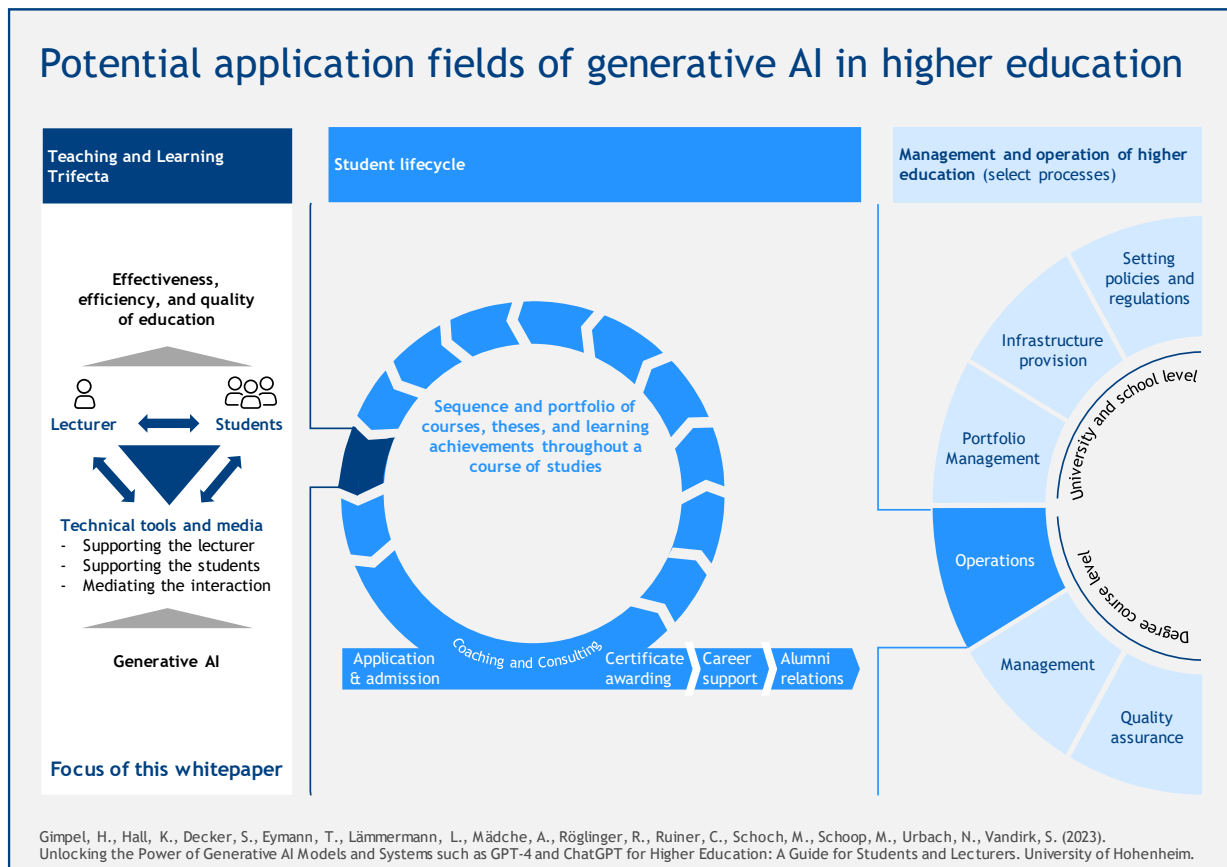 Potential application fields of generative AI in higher education
Teaching and Learning
Trifecta
Effectiveness,
efficiency, and quality
of education
Lecturer
Students
Technical tools and media
- Supporting the lecturer
- Supporting the students
- Mediating the interaction
Generative AI
Focus of this whitepaper
Student lifecycle
Sequence and portfolio of
courses, theses, and learning
achievements throughout a
course of studies
Coaching and Consulting
Application
& admission
Certificate
awarding
Career
support
Alumni
relations
Management and operation of higher
education (select processes)
Setting
policies and
regulations
Infrastructure
provision
Portfolio
Management
Operations
Management
Quality
assurance
University and school level
Degree course level
Gimpel, H., Hall, K., Decker, S., Eymann, T., Lämmermann, L., Mädche, A., Röglinger, R., Ruiner, C., Schoch, M., Schoop, M., Urbach, N., Vandirk, S. (2023).
Unlocking the Power of Generative AI Models and Systems such as GPT-4 and ChatGPT for Higher Education: A Guide for Students and Lecturers. University of Hohenheim.